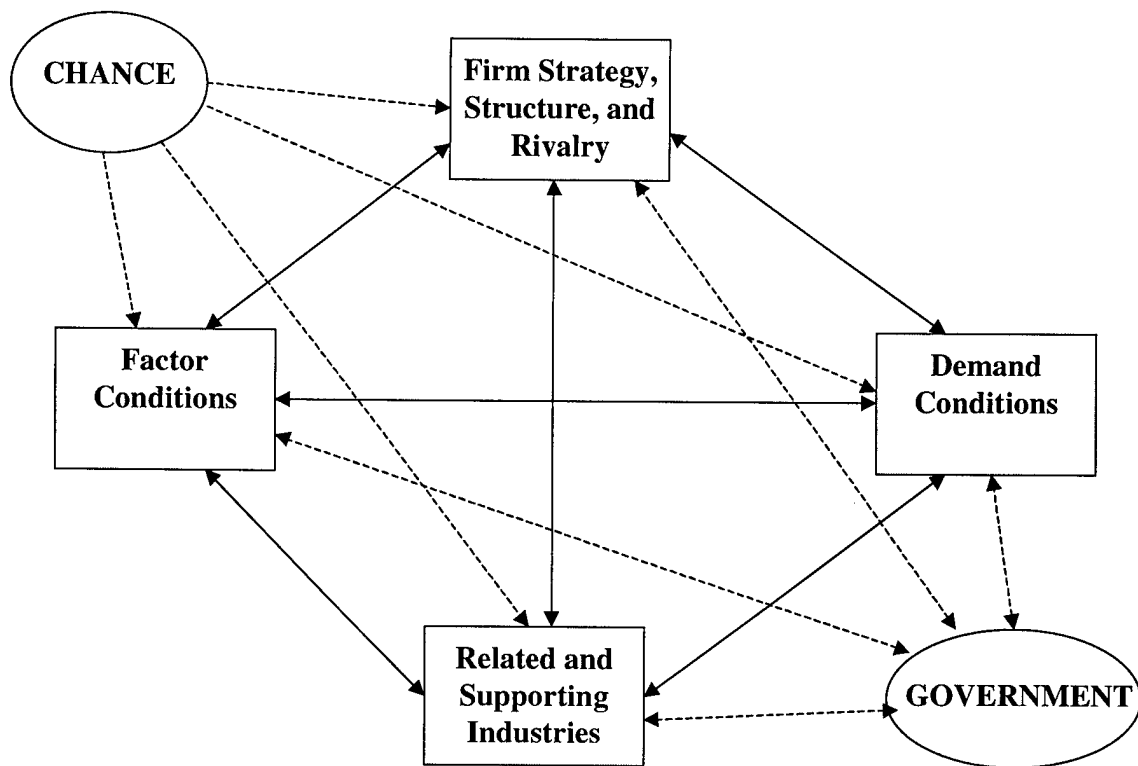 CHANCE
Firm Strategy,
Structure, and
Rivalry
Factor
Conditions
Demand
Conditions
Related and
Supporting
Industries
GOVERNMENT